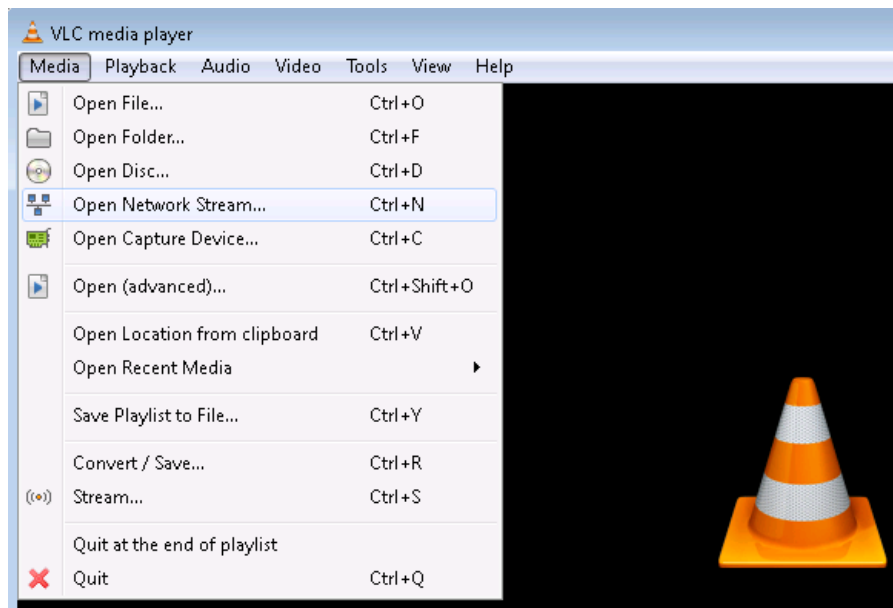 VLC media player
Media Playback Audio Video Tools View Help
Open File... Ctrl+O
Open Folder... Ctrl+F
Open Disc... Ctrl+D
Open Network Stream... Ctrl+N
Open Capture Device... Ctrl+C
Open (advanced)... Ctrl+Shift+O
Open Location from clipboard Ctrl+V
Open Recent Media
Save Playlist to File... Ctrl+Y
Convert / Save... Ctrl+R
Stream... Ctrl+S
Quit at the end of playlist
Quit Ctrl+Q